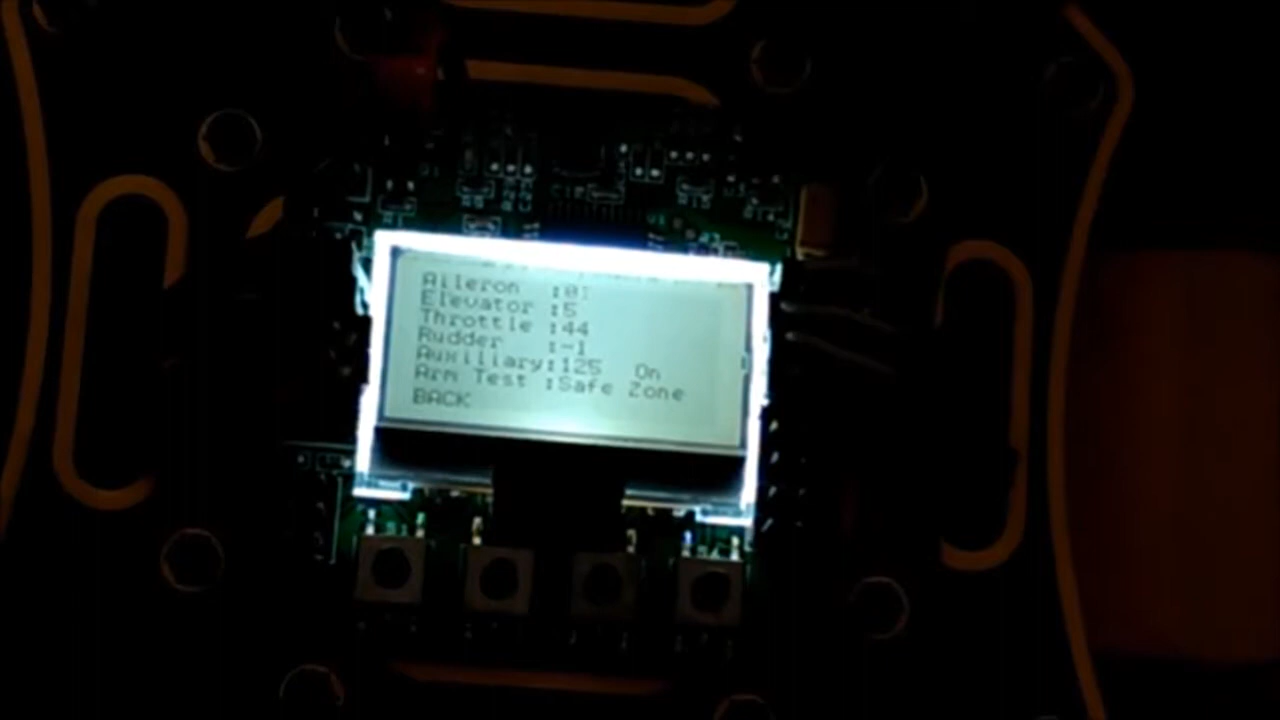 Aileron :0
Elevator :5
Throttle :44
Rudder :-1
Auxiliary:125 On
Arm Test :Safe Zone
BACK